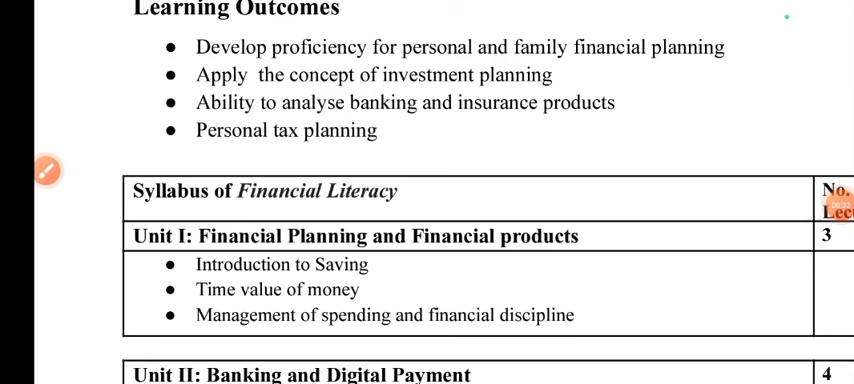 Learning Outcomes
● Develop proficiency for personal and family financial planning
● Apply the concept of investment planning
● Ability to analyse banking and insurance products
● Personal tax planning
Syllabus of Financial Literacy
No.
Unit I: Financial Planning and Financial products
3
● Introduction to Saving
● Time value of money
● Management of spending and financial discipline
Unit II: Banking and Digital Payment
4